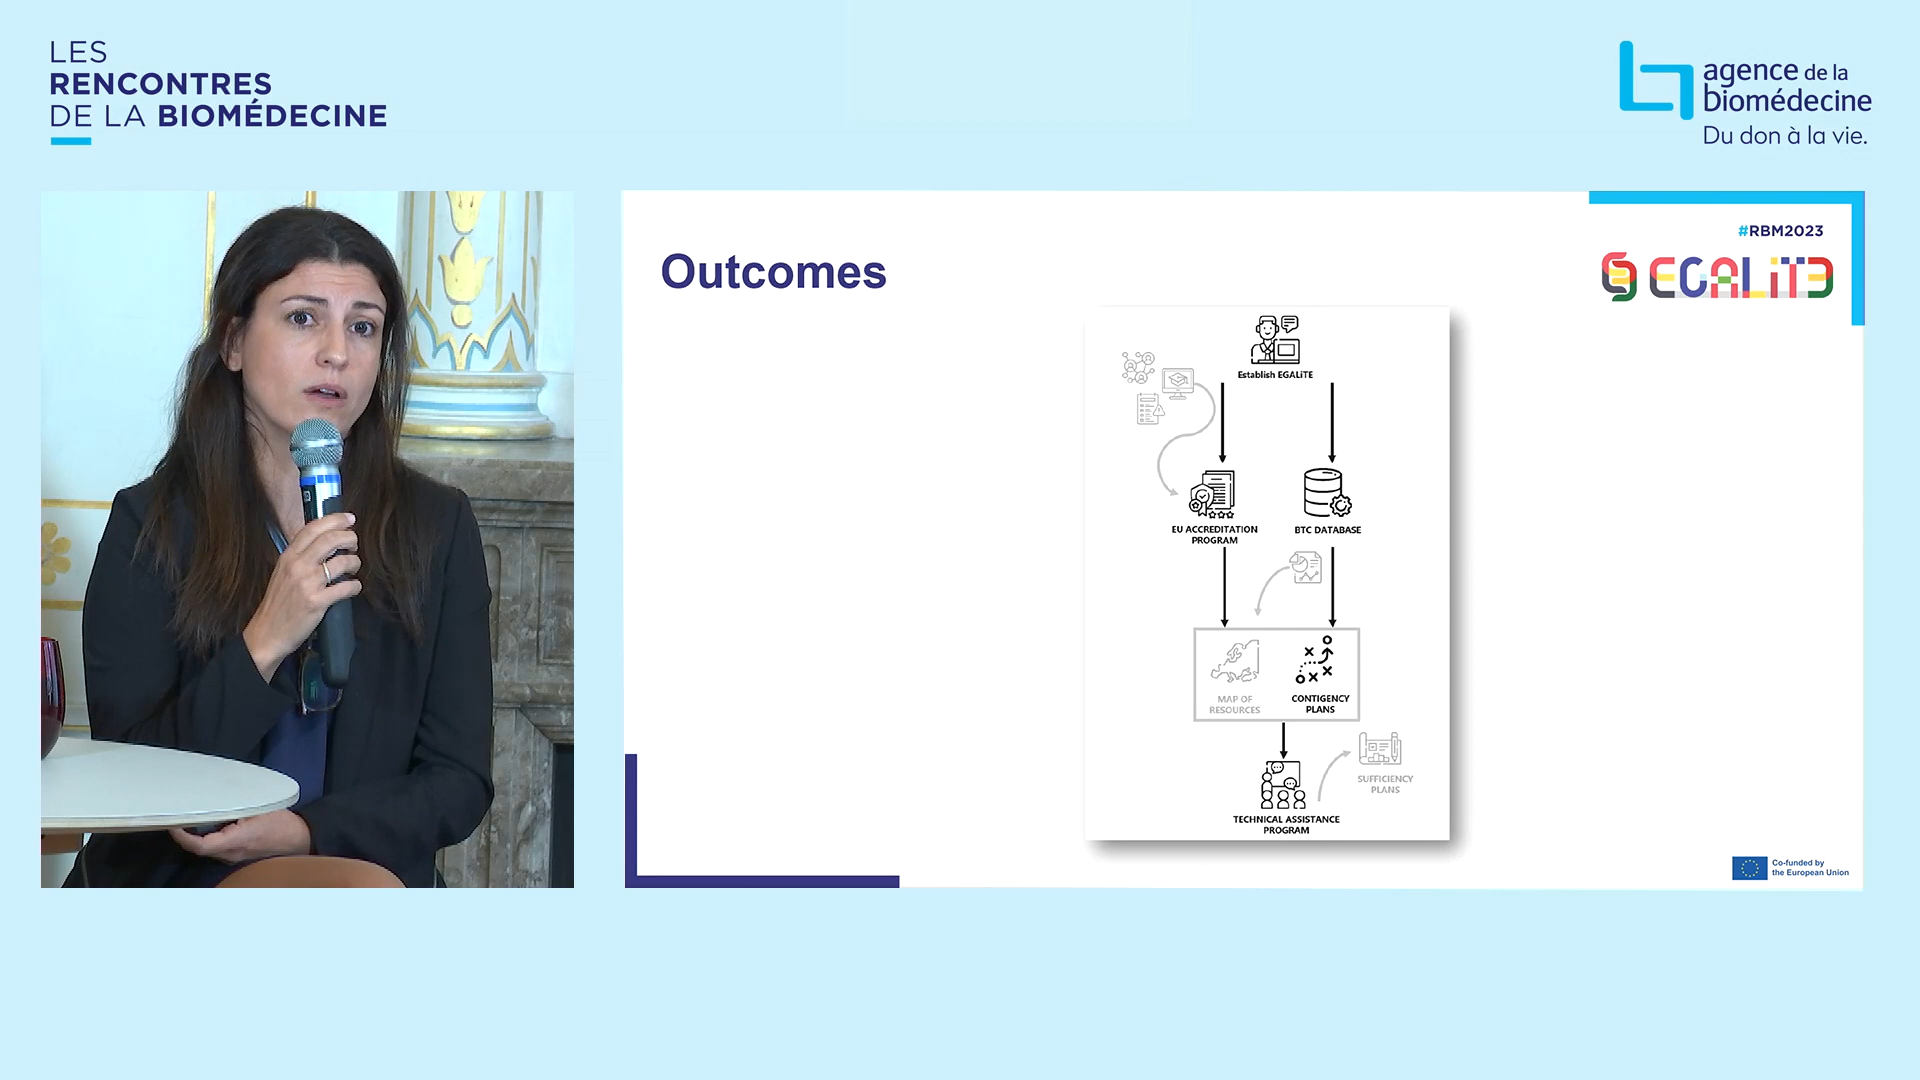 LES
RENCONTRES
DE LA BIOMÉDECINE
agence de la
biomédecine
Du don à la vie.
#RBM2023
EGALiTE
Outcomes
Establish EGALiTE
EU ACCREDITATION
PROGRAM
BTC DATABASE
MAP OF
RESOURCES
CONTIGENCY
PLANS
SUFFICIENCY
PLANS
TECHNICAL ASSISTANCE
PROGRAM
Co-funded by
the European Union